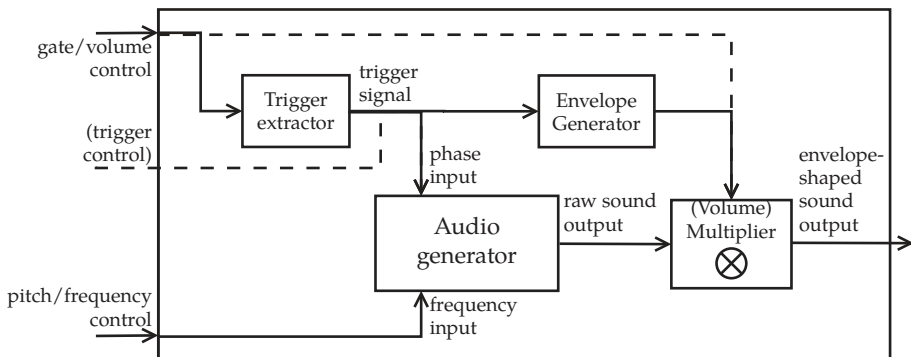 gate/volume
control
Trigger
extractor
trigger
signal
Envelope
Generator
(trigger
control)
phase
input
envelope-
shaped
sound
output
raw sound
output
(Volume)
Multiplier
Audio
generator
pitch/frequency
control
frequency
input